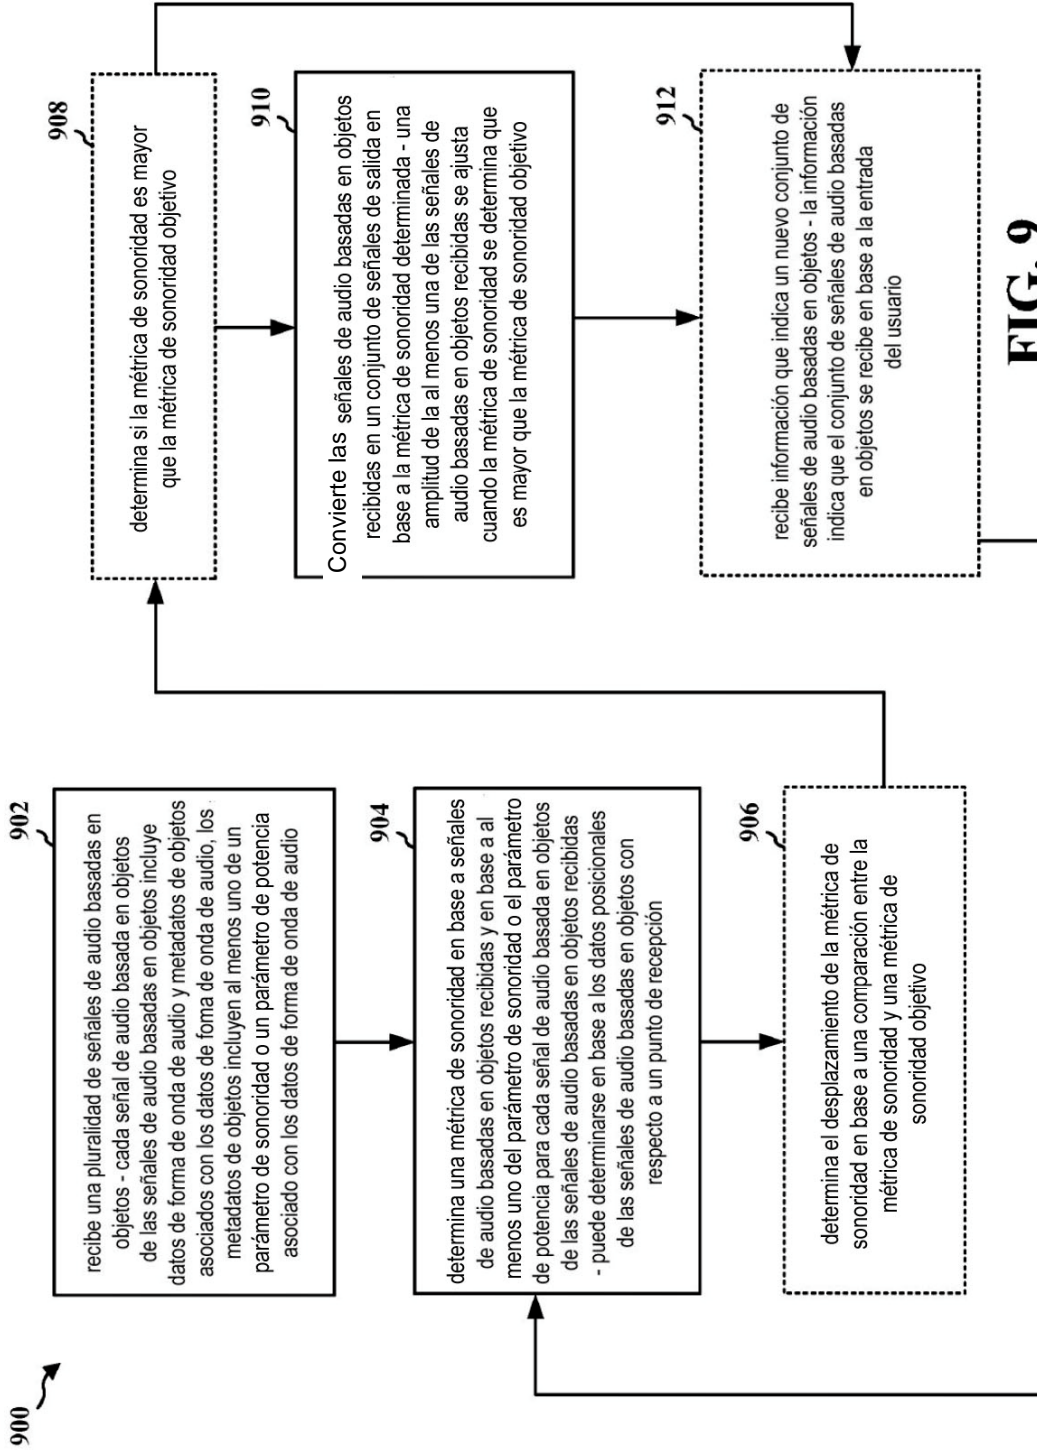 900
902
recibe una pluralidad de señales de audio basadas en
objetos - cada señal de audio basada en objetos
de las señales de audio basadas en objetos incluye
datos de forma de onda de audio y metadatos de objetos
asociados con los datos de foma de onda de audio, los
metadatos de objetos incluyen al menos uno de un
parámetro de sonoridad o un parámetro de potencia
asociado con los datos de forma de onda de audio
904
determina una métrica de sonoridad en base a señales
de audio basadas en objetos recibidas y en base a al
menos uno del parámetro de sonoridad o el parámetro
de potencia para cada señal de audio basada en objetos
de las señales de audio basadas en objetos recibidas
- puede determinarse en base a los datos posicionales
de las señales de audio basadas en objetos con
respecto a un punto de recepción
906
determina el desplazamiento de la métrica de
sonoridad en base a una comparación entre la
métrica de sonoridad y una métrica de
sonoridad objetivo
908
determina si la métrica de sonoridad es mayor
que la métrica de sonoridad objetivo
910
Convierte las señales de audio basadas en objetos
recibidas en un conjunto de señales de salida en
base a la métrica de sonoridad determinada - una
amplitud de la al menos una de las señales de
audio basadas en objetos recibidas se ajusta
cuando la métrica de sonoridad se determina que
es mayor que la métrica de sonoridad objetivo
912
recibe información que indica un nuevo conjunto de
señales de audio basadas en objetos - la información
indica que el conjunto de señales de audio basadas
en objetos se recibe en base a la entrada
del usuario
FIG. 9